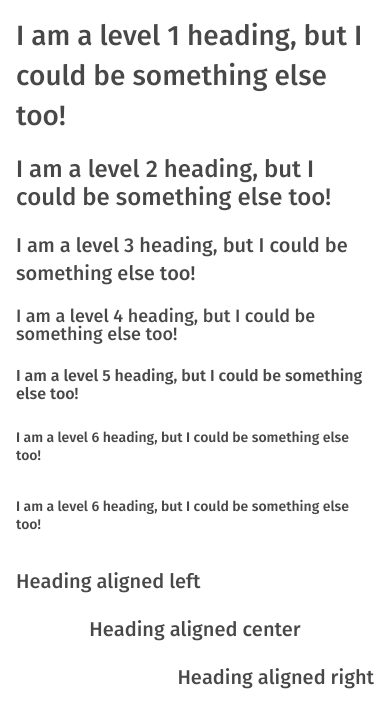 I am a level 1 heading, but I
could be something else
too!
I am a level 2 heading, but I
could be something else too!
I am a level 3 heading, but I could be
something else too!
I am a level 4 heading, but I could be
something else too!
I am a level 5 heading, but I could be something
else too!
I am a level 6 heading, but I could be something else
too!
I am a level 6 heading, but I could be something else
too!
Heading aligned left
Heading aligned center
Heading aligned right